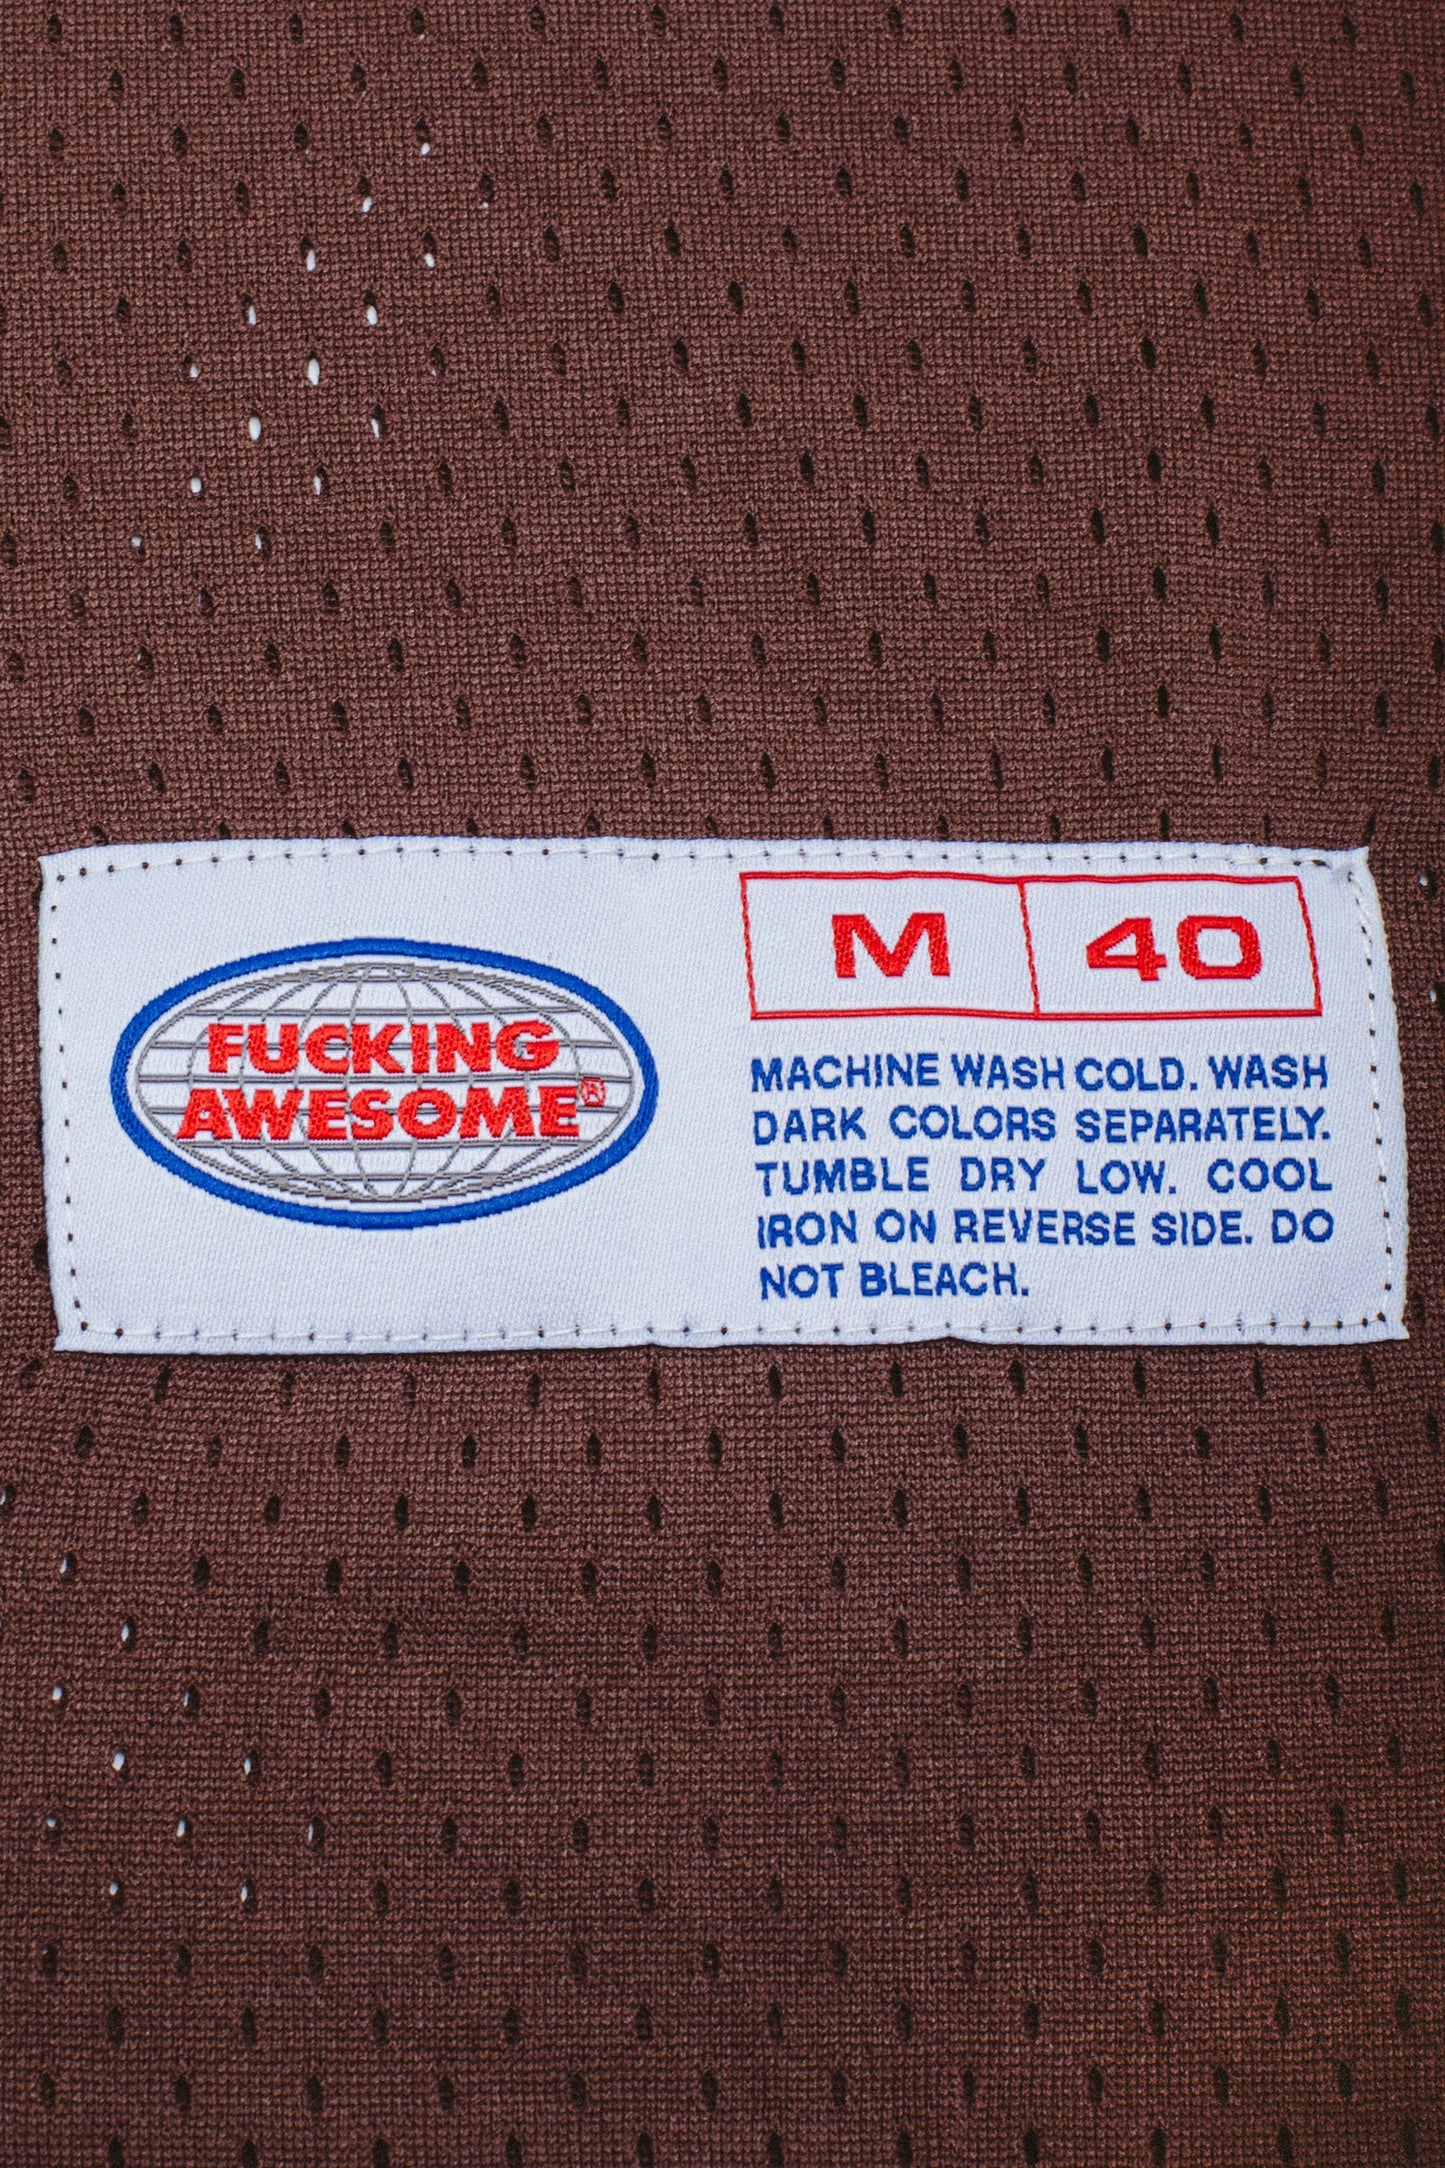 FUCKING
AWESOME®
M 40
MACHINE WASH COLD. WASH
DARK COLORS SEPARATELY.
TUMBLE DRY LOW. COOL
IRON ON REVERSE SIDE. DO
NOT BLEACH.